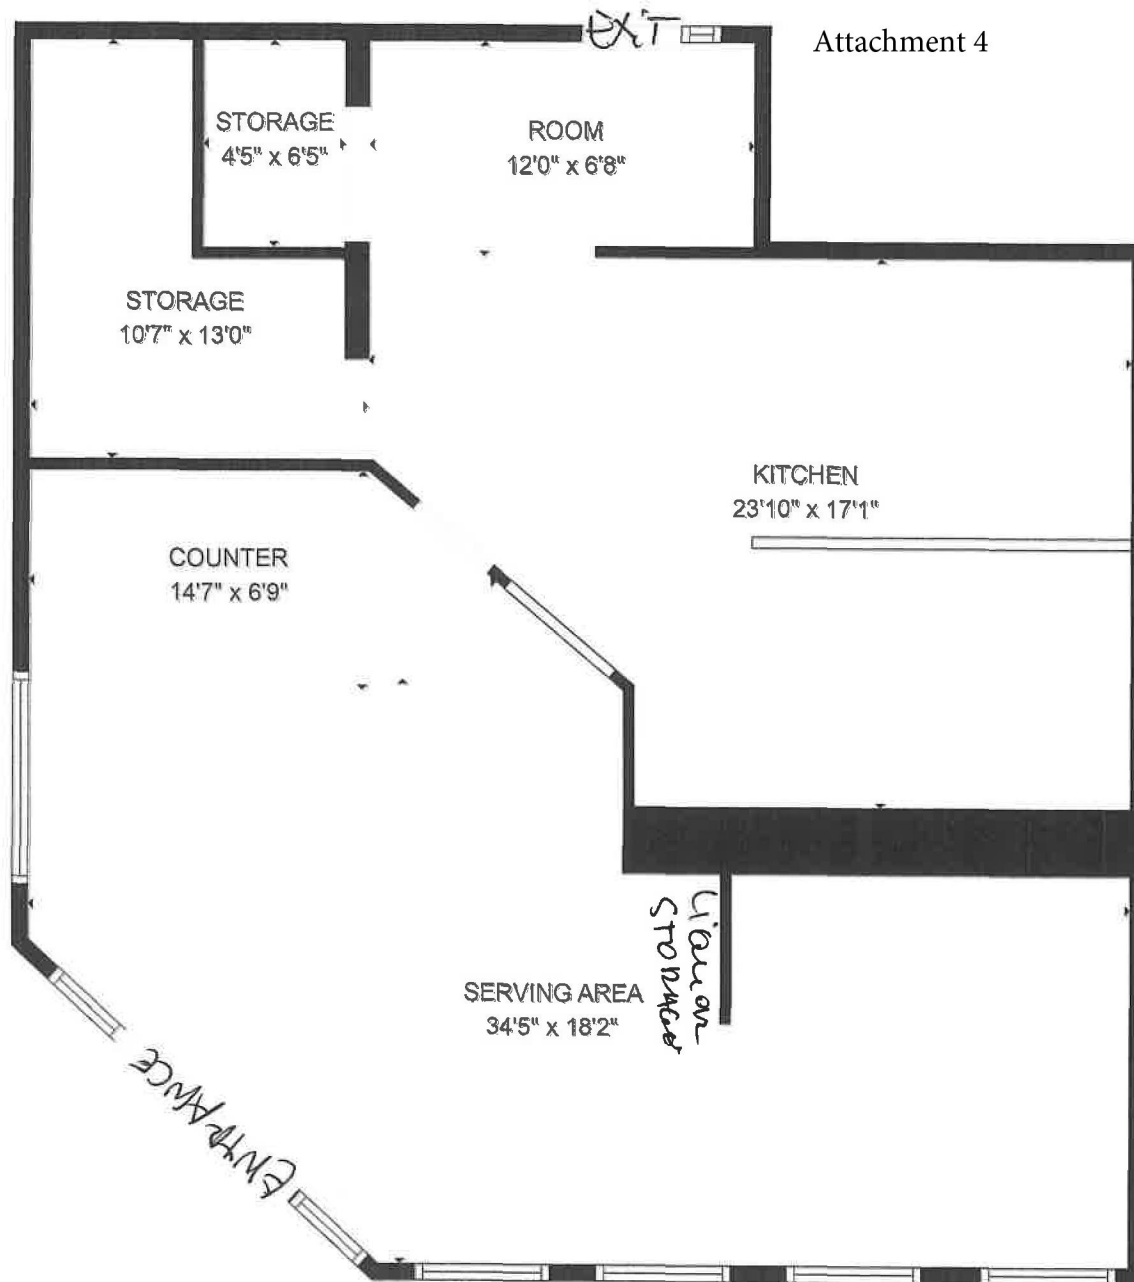 EXIT
Attachment 4
STORAGE
4'5" x 6'5"
ROOM
12'0" x 6'8"
STORAGE
10'7" x 13'0"
KITCHEN
23'10" x 17'1"
COUNTER
14'7" x 6'9"
Liquor
STORAGE
SERVING AREA
34'5" x 18'2"
ENTRANCE